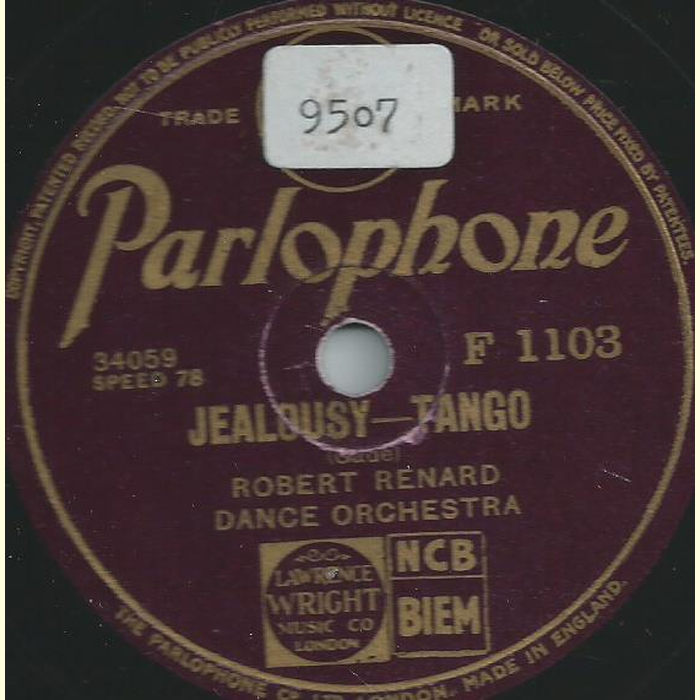 COPYRIGHT. PATENTED RECORD. NOT TO BE PUBLICLY PERFORMED WITHOUT LICENCE OR SOLD BELOW PRICE FIXED BY PATENTEES.
TRADE MARK
9507
Parlophone
34059
SPEED 78
F 1103
JEALOUSY—TANGO
(Gade)
ROBERT RENARD
DANCE ORCHESTRA
LAWRENCE
WRIGHT
MUSIC CO
LONDON
NCB
BIEM
THE PARLOPHONE CO. LTD. LONDON. MADE IN ENGLAND.